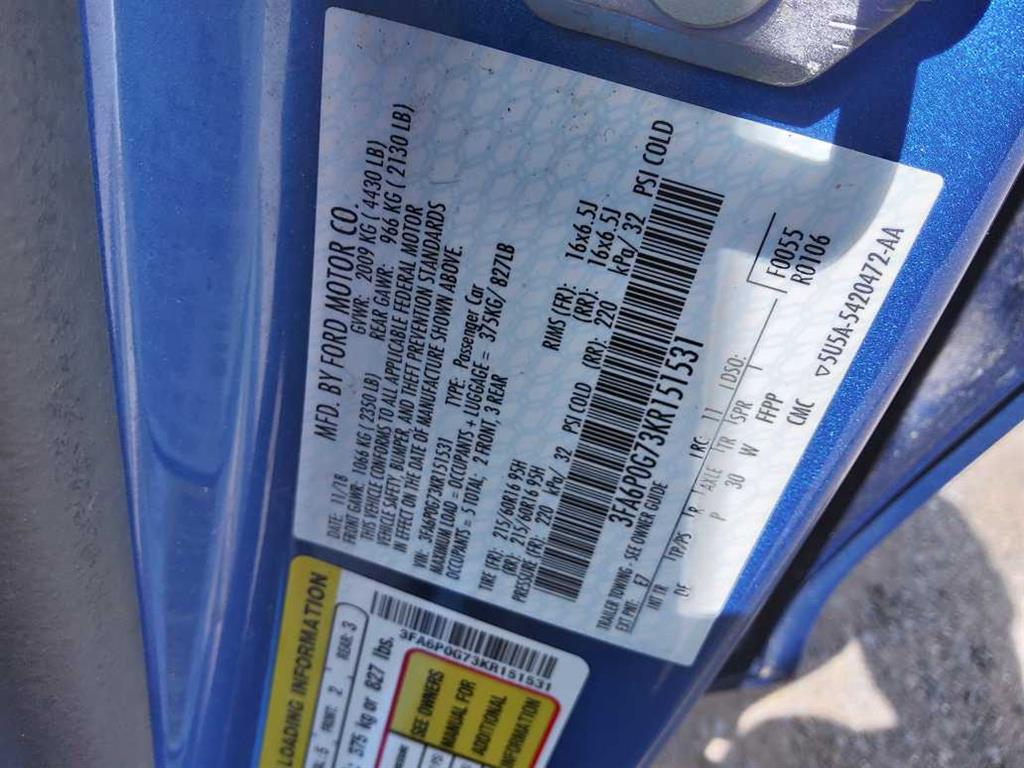 MFD. BY FORD MOTOR CO.
DATE: 11/18 GVWR: 2009 KG ( 4430 LB)
FRONT GAWR: 1066 KG ( 2350 LB) REAR GAWR: 966 KG ( 2130 LB)
THIS VEHICLE CONFORMS TO ALL APPLICABLE FEDERAL MOTOR
VEHICLE SAFETY, BUMPER, AND THEFT PREVENTION STANDARDS
IN EFFECT ON THE DATE OF MANUFACTURE SHOWN ABOVE.
VIN: 3FA6P0G73KR151531 TYPE: Passenger Car
MAXIMUM LOAD = OCCUPANTS + LUGGAGE = 375KG/ 827LB
OCCUPANTS = 5 TOTAL; 2 FRONT, 3 REAR
TIRE (FR): 215/60R16 95H RIMS (FR): 16x6.5J
(RR): 215/60R16 95H (RR): 16x6.5J
PRESSURE (FR): 220 kPa/ 32 PSI COLD (RR): 220 kPa/ 32 PSI COLD
3FA6P0G73KR151531
TRAILER TOWING - SEE OWNER GUIDE
EXT PNT: E7 LRC: 11 DSO: F0055
INT TR TP/PS R AXLE TR SPR R0106
DE P 30 W FFPP
CMC ▽5U5A-5420472-AA
LOADING INFORMATION
5 FRONT: 2 REAR: 3
375 kg or 827 lbs.
3FA6P0G73KR151531
SEE OWNERS
MANUAL FOR
ADDITIONAL
INFORMATION